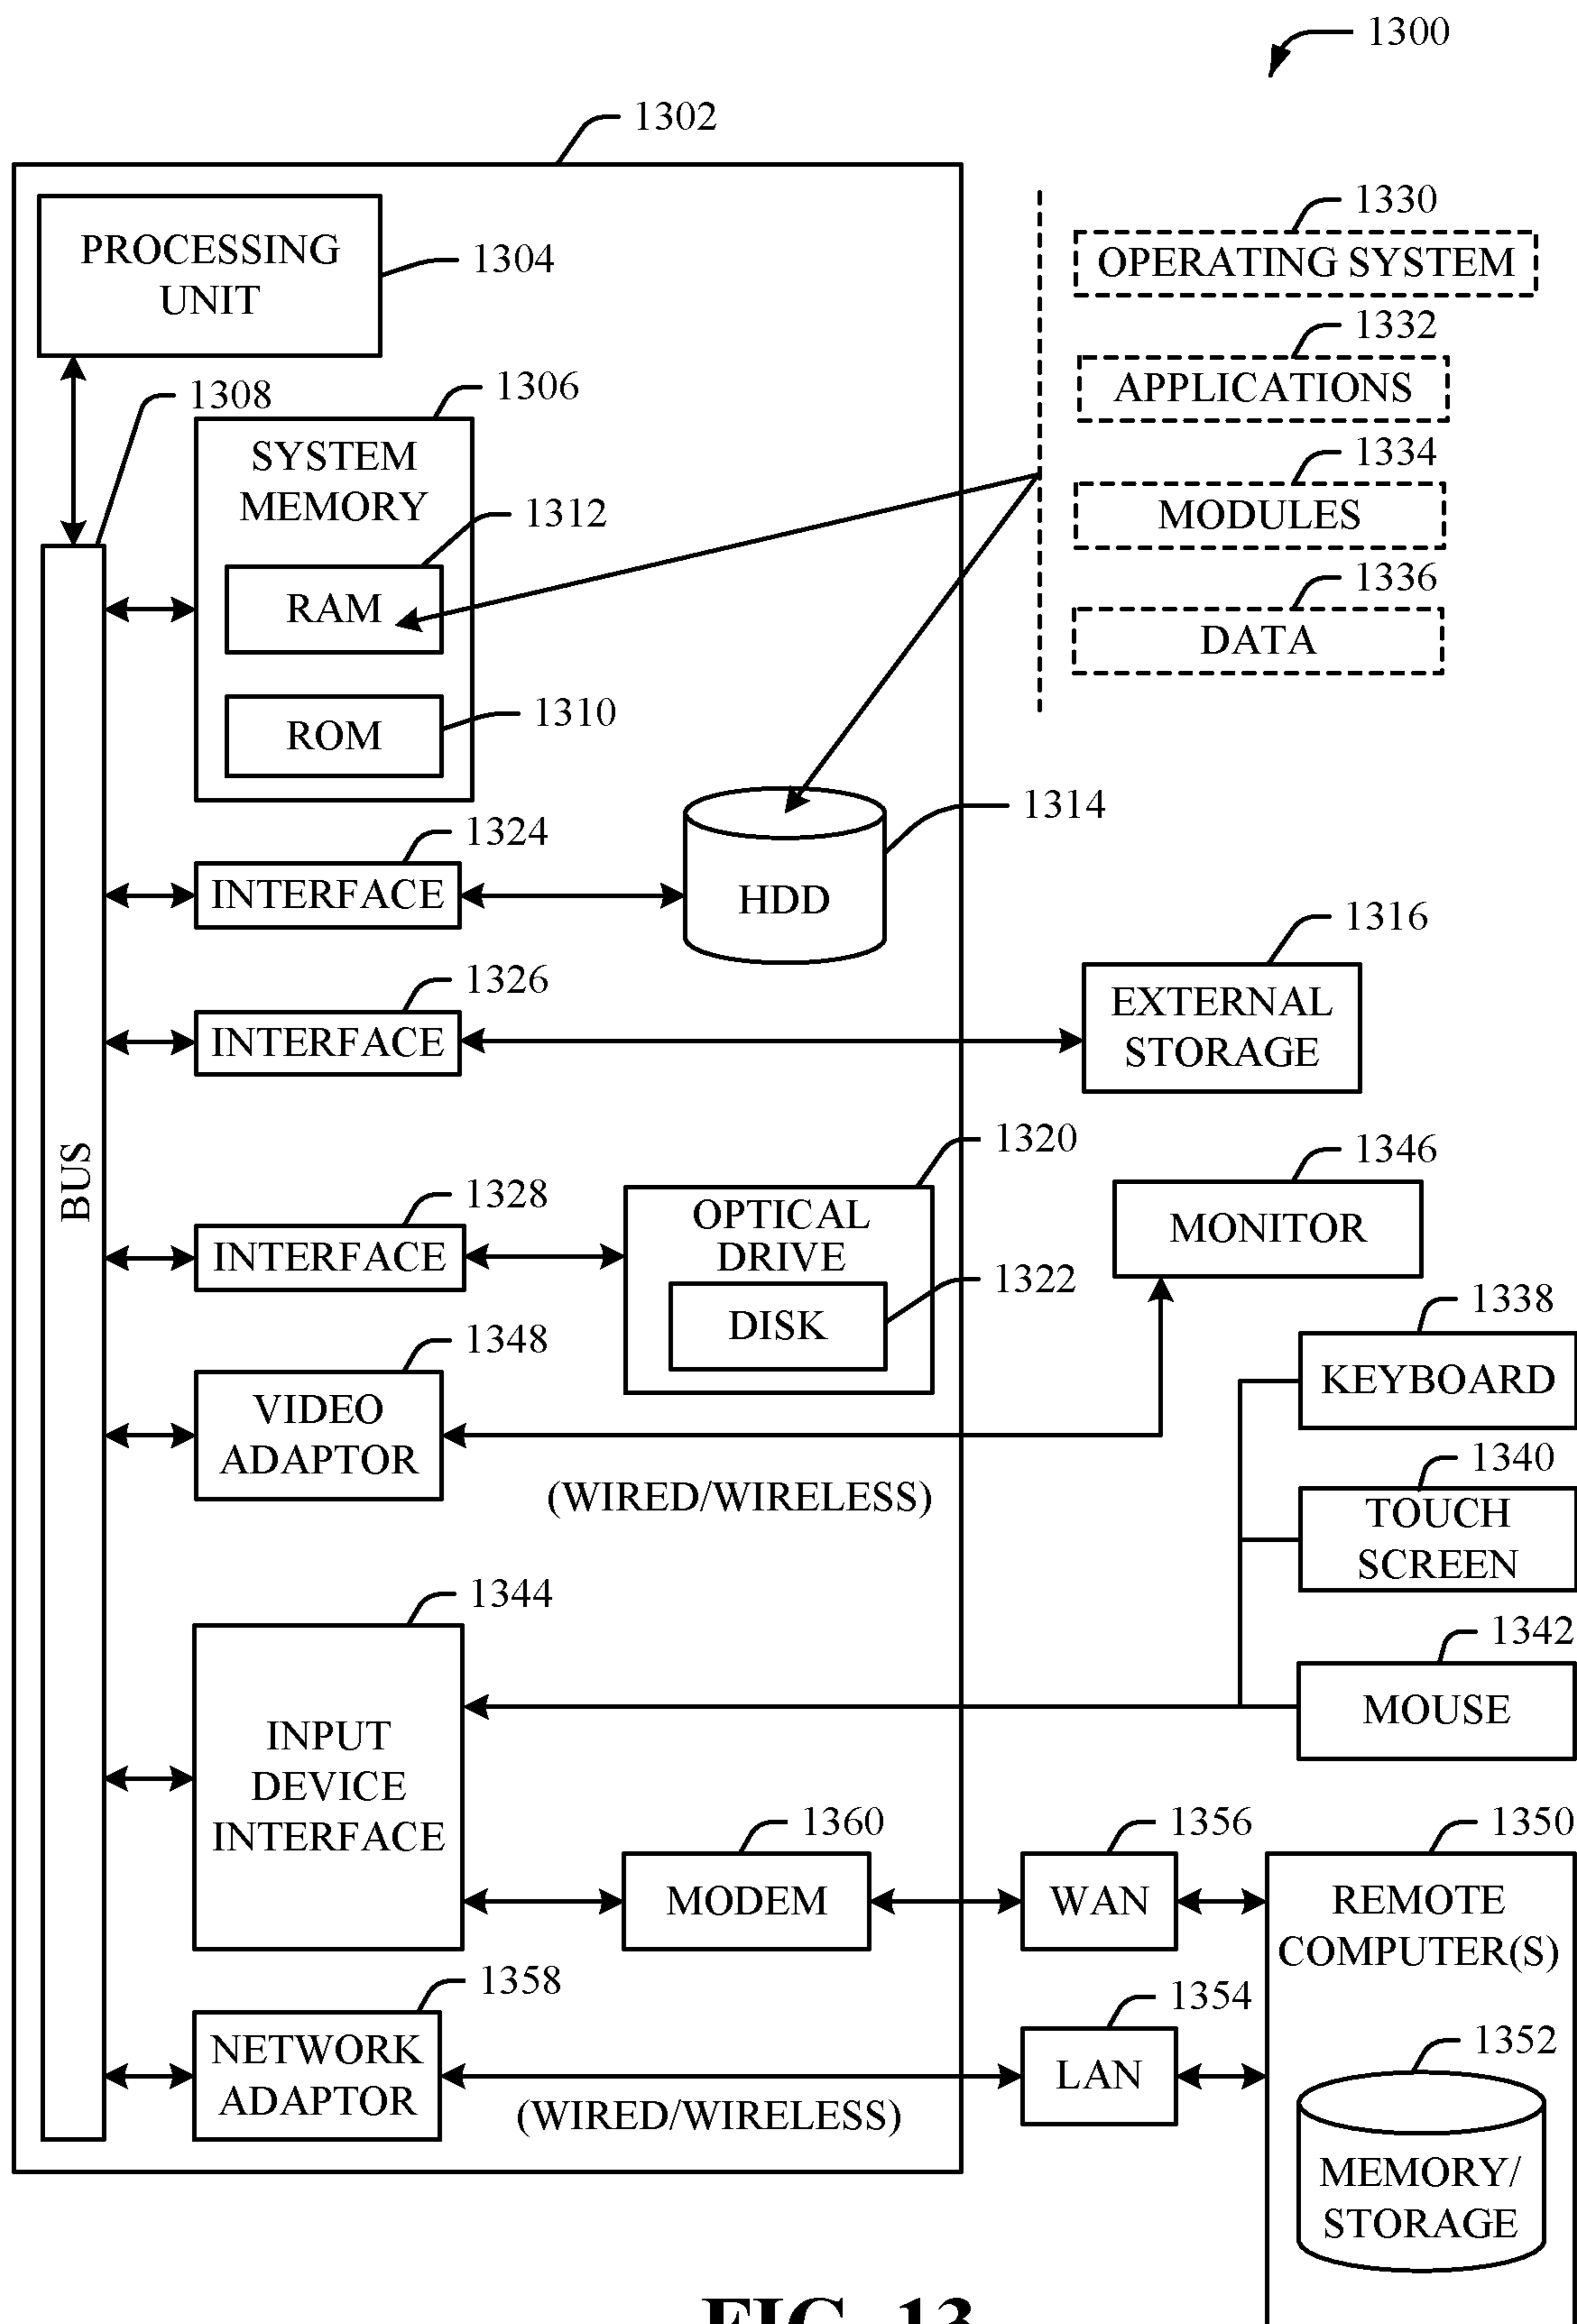 1300
1302
PROCESSING
UNIT
1304
1330
OPERATING SYSTEM
1332
APPLICATIONS
1334
MODULES
1336
DATA
1308
1306
SYSTEM
MEMORY
1312
RAM
1310
ROM
1314
HDD
1324
INTERFACE
1316
EXTERNAL
STORAGE
1326
INTERFACE
BUS
1320
OPTICAL
DRIVE
1322
DISK
1328
INTERFACE
1346
MONITOR
1338
KEYBOARD
1348
VIDEO
ADAPTOR
(WIRED/WIRELESS)
1340
TOUCH
SCREEN
1342
MOUSE
1344
INPUT
DEVICE
INTERFACE
1360
MODEM
1356
WAN
1350
REMOTE
COMPUTER(S)
1358
NETWORK
ADAPTOR
(WIRED/WIRELESS)
1354
LAN
1352
MEMORY/
STORAGE
FIG. 13